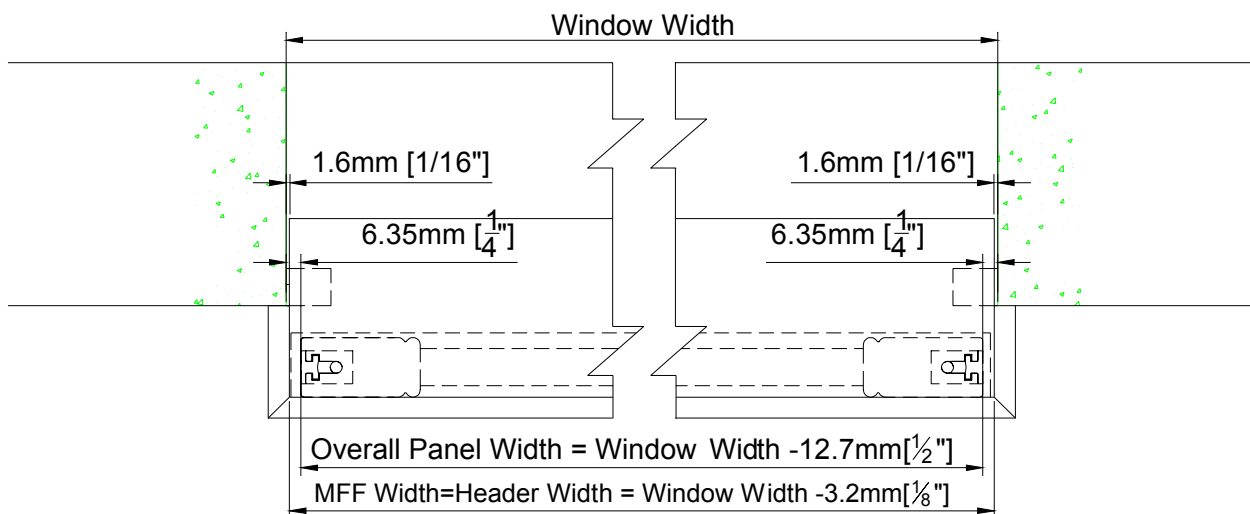 Window Width
1.6mm [1/16"]
1.6mm [1/16"]
6.35mm [1/4"]
6.35mm [1/4"]
Overall Panel Width = Window Width -12.7mm[½"]
MFF Width=Header Width = Window Width -3.2mm[⅛"]